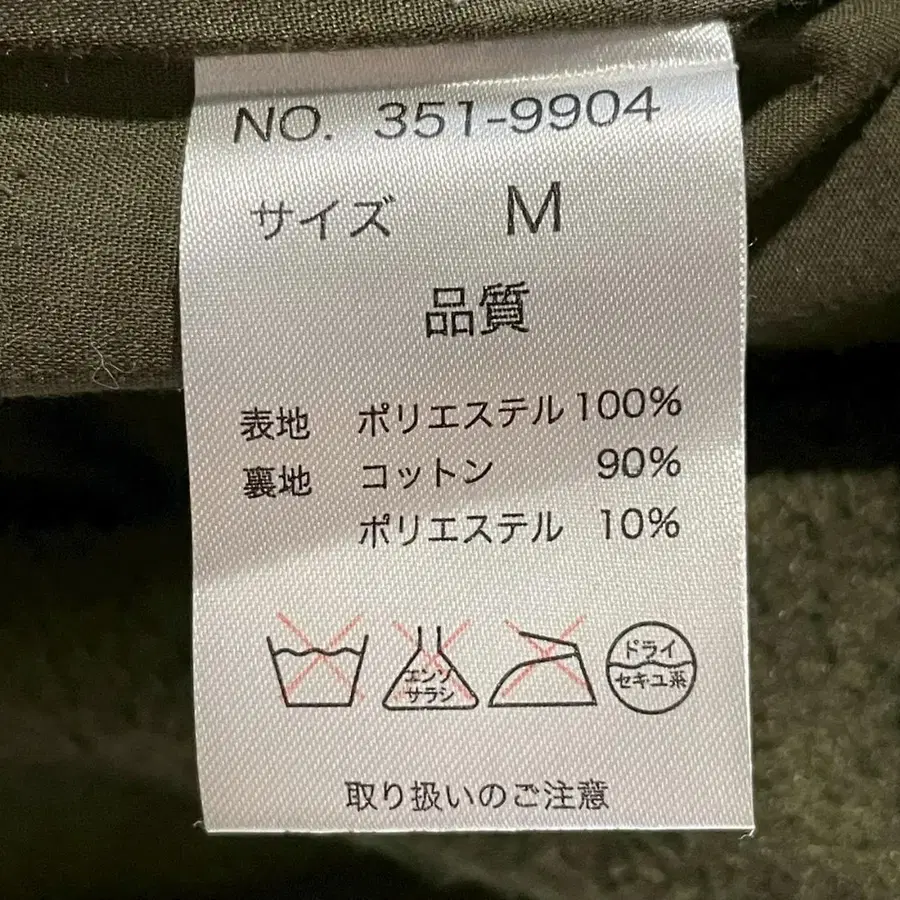 NO. 351-9904
サイズ M
品質
表地 ポリエステル 100%
裏地 コットン 90%
ポリエステル 10%
エンソ
サラシ
ドライ
セキユ系
取り扱いのご注意